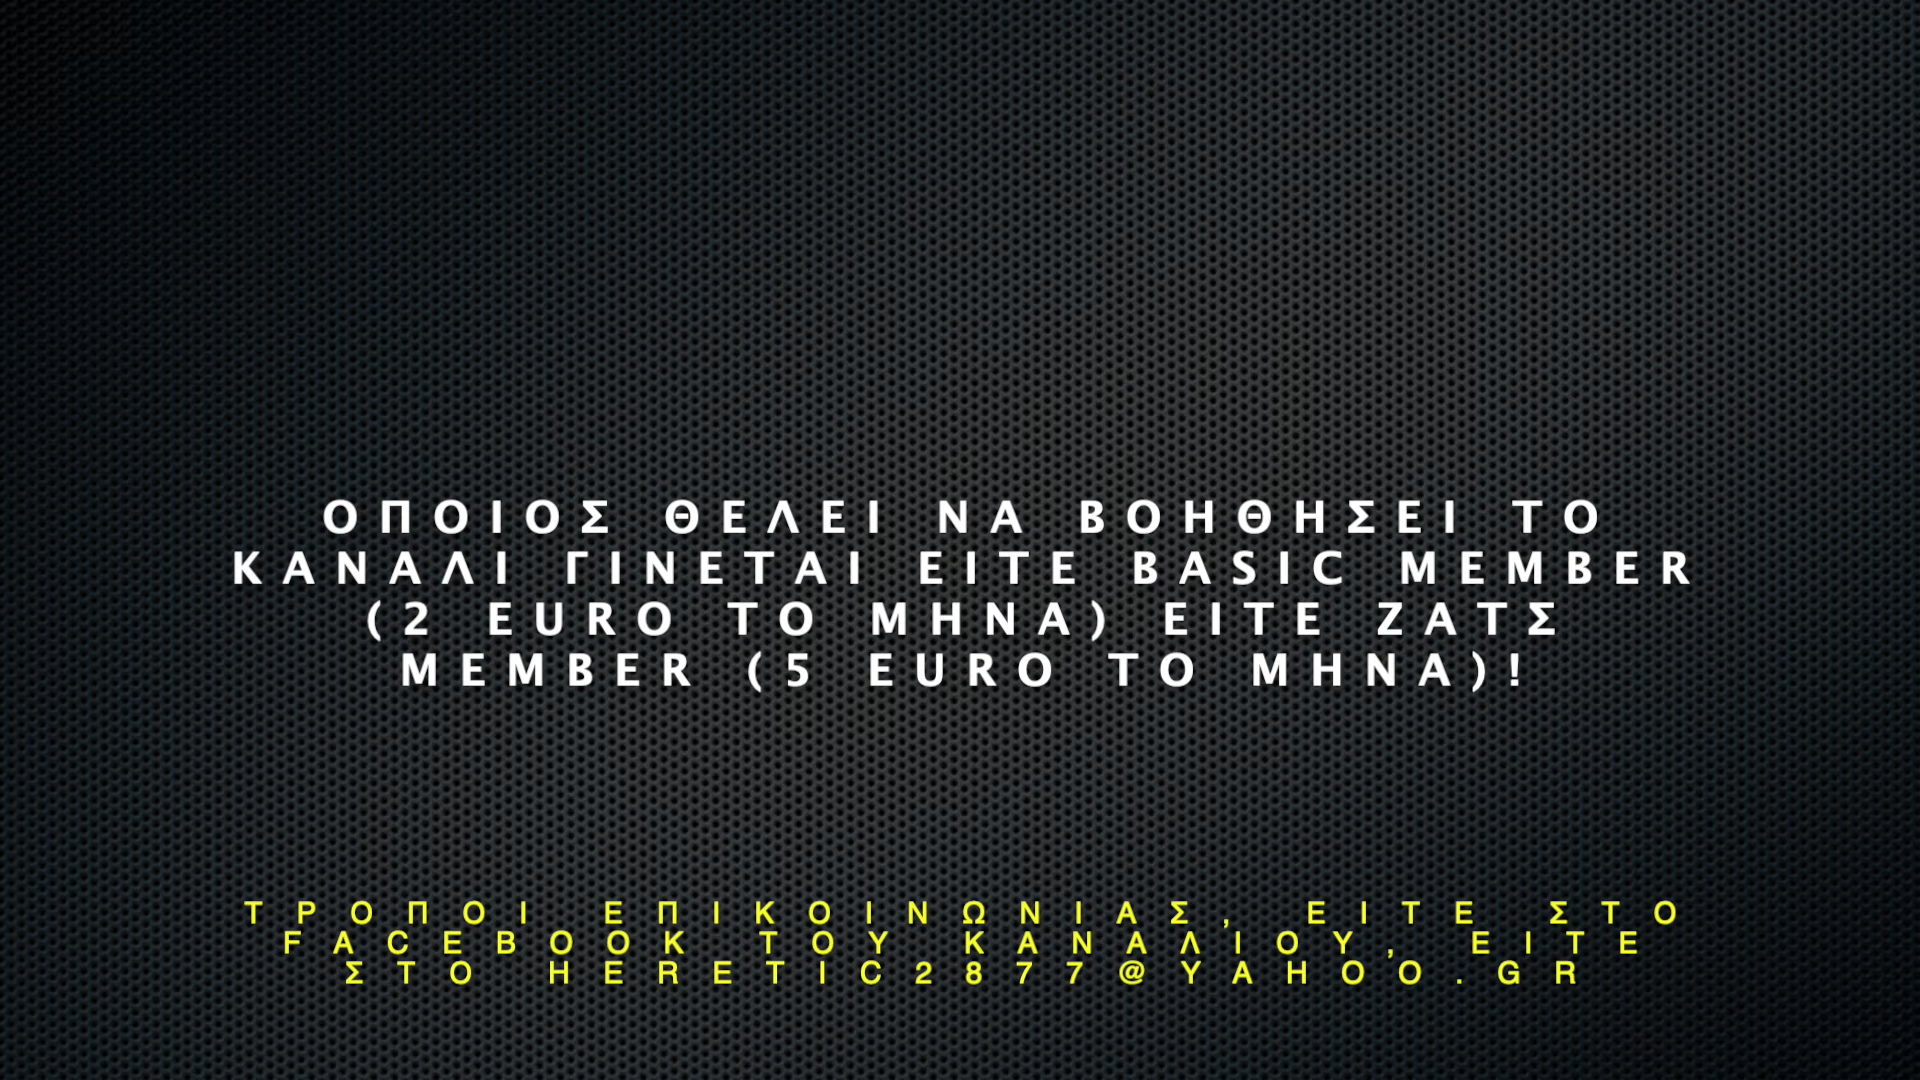 ΟΠΟΙΟΣ ΘΕΛΕΙ ΝΑ ΒΟΗΘΗΣΕΙ ΤΟ
ΚΑΝΑΛΙ ΓΙΝΕΤΑΙ ΕΙΤΕ BASIC MEMBER
(2 EURO ΤΟ ΜΗΝΑ) ΕΙΤΕ ΖΑΤΣ
MEMBER (5 EURO ΤΟ ΜΗΝΑ)!
ΤΡΟΠΟΙ ΕΠΙΚΟΙΝΩΝΙΑΣ, ΕΙΤΕ ΣΤΟ
FACEBOOK ΤΟΥ ΚΑΝΑΛΙΟΥ, ΕΙΤΕ
ΣΤΟ HERETIC2877@YAHOO.GR